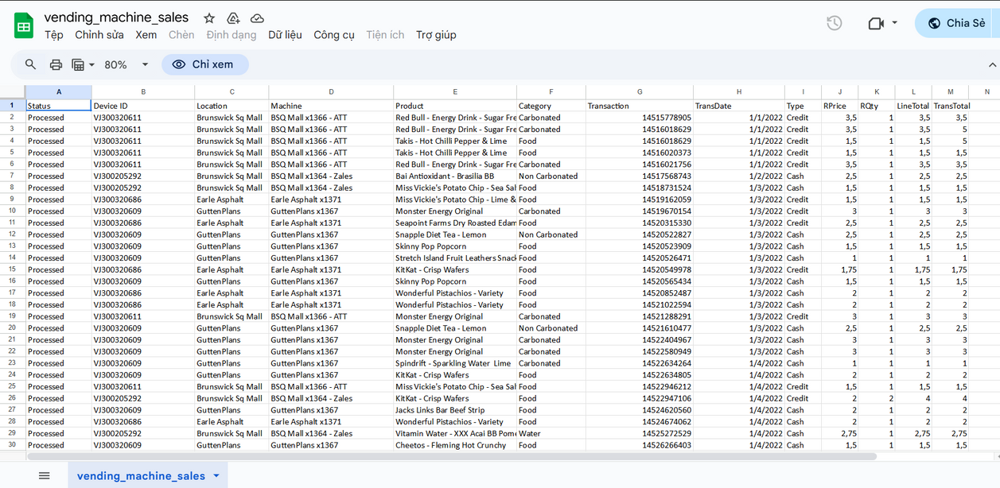 vending_machine_sales
Tệp Chỉnh sửa Xem Chèn Định dạng Dữ liệu Công cụ Tiện ích Trợ giúp
Chia Sẻ
80% Chỉ xem
A B C D E F G H I J K L M N
1 Status Device ID Location Machine Product Category Transaction TransDate Type RPrice RQty LineTotal TransTotal
2 Processed VJ300320611 Brunswick Sq Mall BSQ Mall x1366 - ATT Red Bull - Energy Drink - Sugar Fre Carbonated 14515778905 1/1/2022 Credit 3,5 1 3,5 3,5
3 Processed VJ300320611 Brunswick Sq Mall BSQ Mall x1366 - ATT Red Bull - Energy Drink - Sugar Fre Carbonated 14516018629 1/1/2022 Credit 3,5 1 3,5 5
4 Processed VJ300320611 Brunswick Sq Mall BSQ Mall x1366 - ATT Takis - Hot Chilli Pepper & Lime Food 14516018629 1/1/2022 Credit 1,5 1 1,5 5
5 Processed VJ300320611 Brunswick Sq Mall BSQ Mall x1366 - ATT Takis - Hot Chilli Pepper & Lime Food 14516020373 1/1/2022 Credit 1,5 1 1,5 1,5
6 Processed VJ300320611 Brunswick Sq Mall BSQ Mall x1366 - ATT Red Bull - Energy Drink - Sugar Fre Carbonated 14516021756 1/1/2022 Credit 3,5 1 3,5 3,5
7 Processed VJ300205292 Brunswick Sq Mall BSQ Mall x1364 - Zales Bai Antioxidant - Brasilia BB Non Carbonated 14517568743 1/2/2022 Cash 2,5 1 2,5 2,5
8 Processed VJ300205292 Brunswick Sq Mall BSQ Mall x1364 - Zales Miss Vickie's Potato Chip - Sea Sal Food 14518731524 1/3/2022 Cash 1,5 1 1,5 1,5
9 Processed VJ300320686 Earle Asphalt Earle Asphalt x1371 Miss Vickie's Potato Chip - Lime & Food 14519162059 1/3/2022 Credit 1,5 1 1,5 1,5
10 Processed VJ300320609 GuttenPlans GuttenPlans x1367 Monster Energy Original Carbonated 14519670154 1/3/2022 Credit 3 1 3 3
11 Processed VJ300320686 Earle Asphalt Earle Asphalt x1371 Seapoint Farms Dry Roasted Edam Food 14520315330 1/3/2022 Credit 2,5 1 2,5 2,5
12 Processed VJ300320609 GuttenPlans GuttenPlans x1367 Snapple Diet Tea - Lemon Non Carbonated 14520522827 1/3/2022 Cash 2,5 1 2,5 2,5
13 Processed VJ300320609 GuttenPlans GuttenPlans x1367 Skinny Pop Popcorn Food 14520523909 1/3/2022 Cash 1,5 1 1,5 1,5
14 Processed VJ300320609 GuttenPlans GuttenPlans x1367 Stretch Island Fruit Leathers Snack Food 14520526471 1/3/2022 Cash 1 1 1 1
15 Processed VJ300320686 Earle Asphalt Earle Asphalt x1371 KitKat - Crisp Wafers Food 14520549978 1/3/2022 Credit 1,75 1 1,75 1,75
16 Processed VJ300320609 GuttenPlans GuttenPlans x1367 Skinny Pop Popcorn Food 14520565434 1/3/2022 Cash 1,5 1 1,5 1,5
17 Processed VJ300320686 Earle Asphalt Earle Asphalt x1371 Wonderful Pistachios - Variety Food 14520852487 1/3/2022 Cash 2 1 2 2
18 Processed VJ300320686 Earle Asphalt Earle Asphalt x1371 Wonderful Pistachios - Variety Food 14521022594 1/3/2022 Cash 2 1 2 2
19 Processed VJ300320611 Brunswick Sq Mall BSQ Mall x1366 - ATT Monster Energy Original Carbonated 14521288291 1/3/2022 Credit 3 1 3 3
20 Processed VJ300320609 GuttenPlans GuttenPlans x1367 Snapple Diet Tea - Lemon Non Carbonated 14521610477 1/3/2022 Cash 2,5 1 2,5 2,5
21 Processed VJ300320609 GuttenPlans GuttenPlans x1367 Monster Energy Original Carbonated 14522404967 1/3/2022 Cash 3 1 3 3
22 Processed VJ300320609 GuttenPlans GuttenPlans x1367 Monster Energy Original Carbonated 14522580949 1/3/2022 Cash 3 1 3 3
23 Processed VJ300320609 GuttenPlans GuttenPlans x1367 Spindrift - Sparkling Water Lime Carbonated 14522634264 1/4/2022 Cash 1 1 1 1
24 Processed VJ300320609 GuttenPlans GuttenPlans x1367 KitKat - Crisp Wafers Food 14522634805 1/4/2022 Cash 2 1 2 2
25 Processed VJ300320611 Brunswick Sq Mall BSQ Mall x1366 - ATT Miss Vickie's Potato Chip - Sea Sal Food 14522946212 1/4/2022 Credit 1,5 1 1,5 1,5
26 Processed VJ300205292 Brunswick Sq Mall BSQ Mall x1364 - Zales KitKat - Crisp Wafers Food 14522947106 1/4/2022 Credit 2 2 4 4
27 Processed VJ300320609 GuttenPlans GuttenPlans x1367 Jacks Links Bar Beef Strip Food 14524620560 1/4/2022 Cash 2 1 2 2
28 Processed VJ300320686 Earle Asphalt Earle Asphalt x1371 Wonderful Pistachios - Variety Food 14524674062 1/4/2022 Cash 2 1 2 2
29 Processed VJ300205292 Brunswick Sq Mall BSQ Mall x1364 - Zales Vitamin Water - XXX Acai BB Pome Water 14525272529 1/4/2022 Cash 2,75 1 2,75 2,75
30 Processed VJ300320609 GuttenPlans GuttenPlans x1367 Cheetos - Fleming Hot Crunchy Food 14526266403 1/4/2022 Cash 1,5 1 1,5 1,5
vending_machine_sales